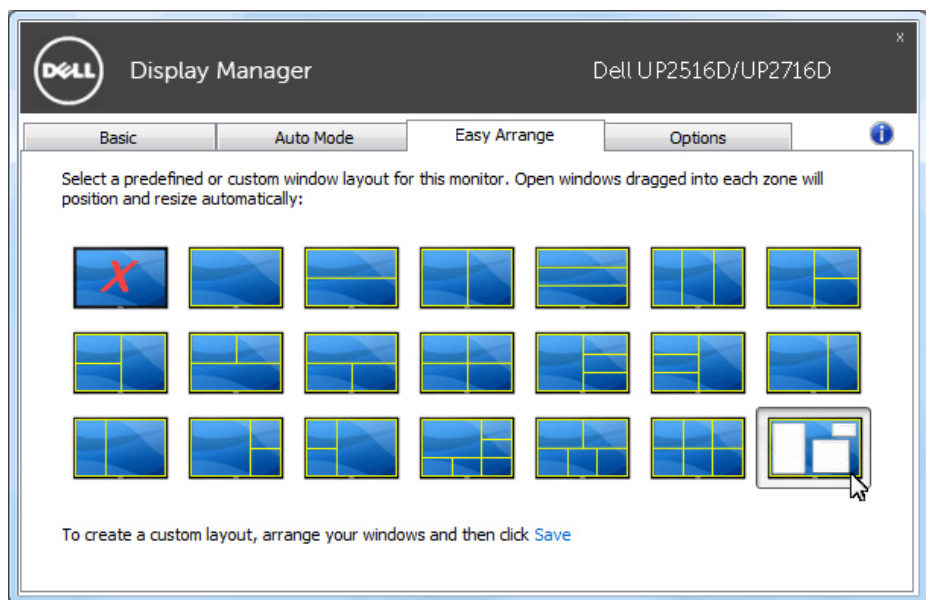 x
DELL
Display Manager
Dell UP2516D/UP2716D
Basic
Auto Mode
Easy Arrange
Options
i
Select a predefined or custom window layout for this monitor. Open windows dragged into each zone will
position and resize automatically:
X
To create a custom layout, arrange your windows and then click Save